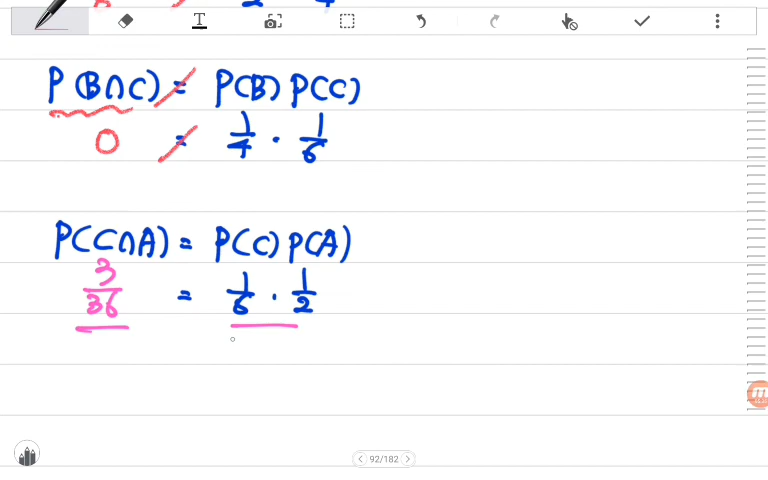 P(B∩C) ≠ P(B) P(C)
0 ≠ 1/4 · 1/6
P(C∩A) = P(C) P(A)
3/36 = 1/6 · 1/2
92/182